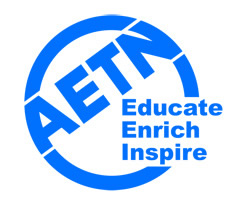 AETN
Educate
Enrich
Inspire